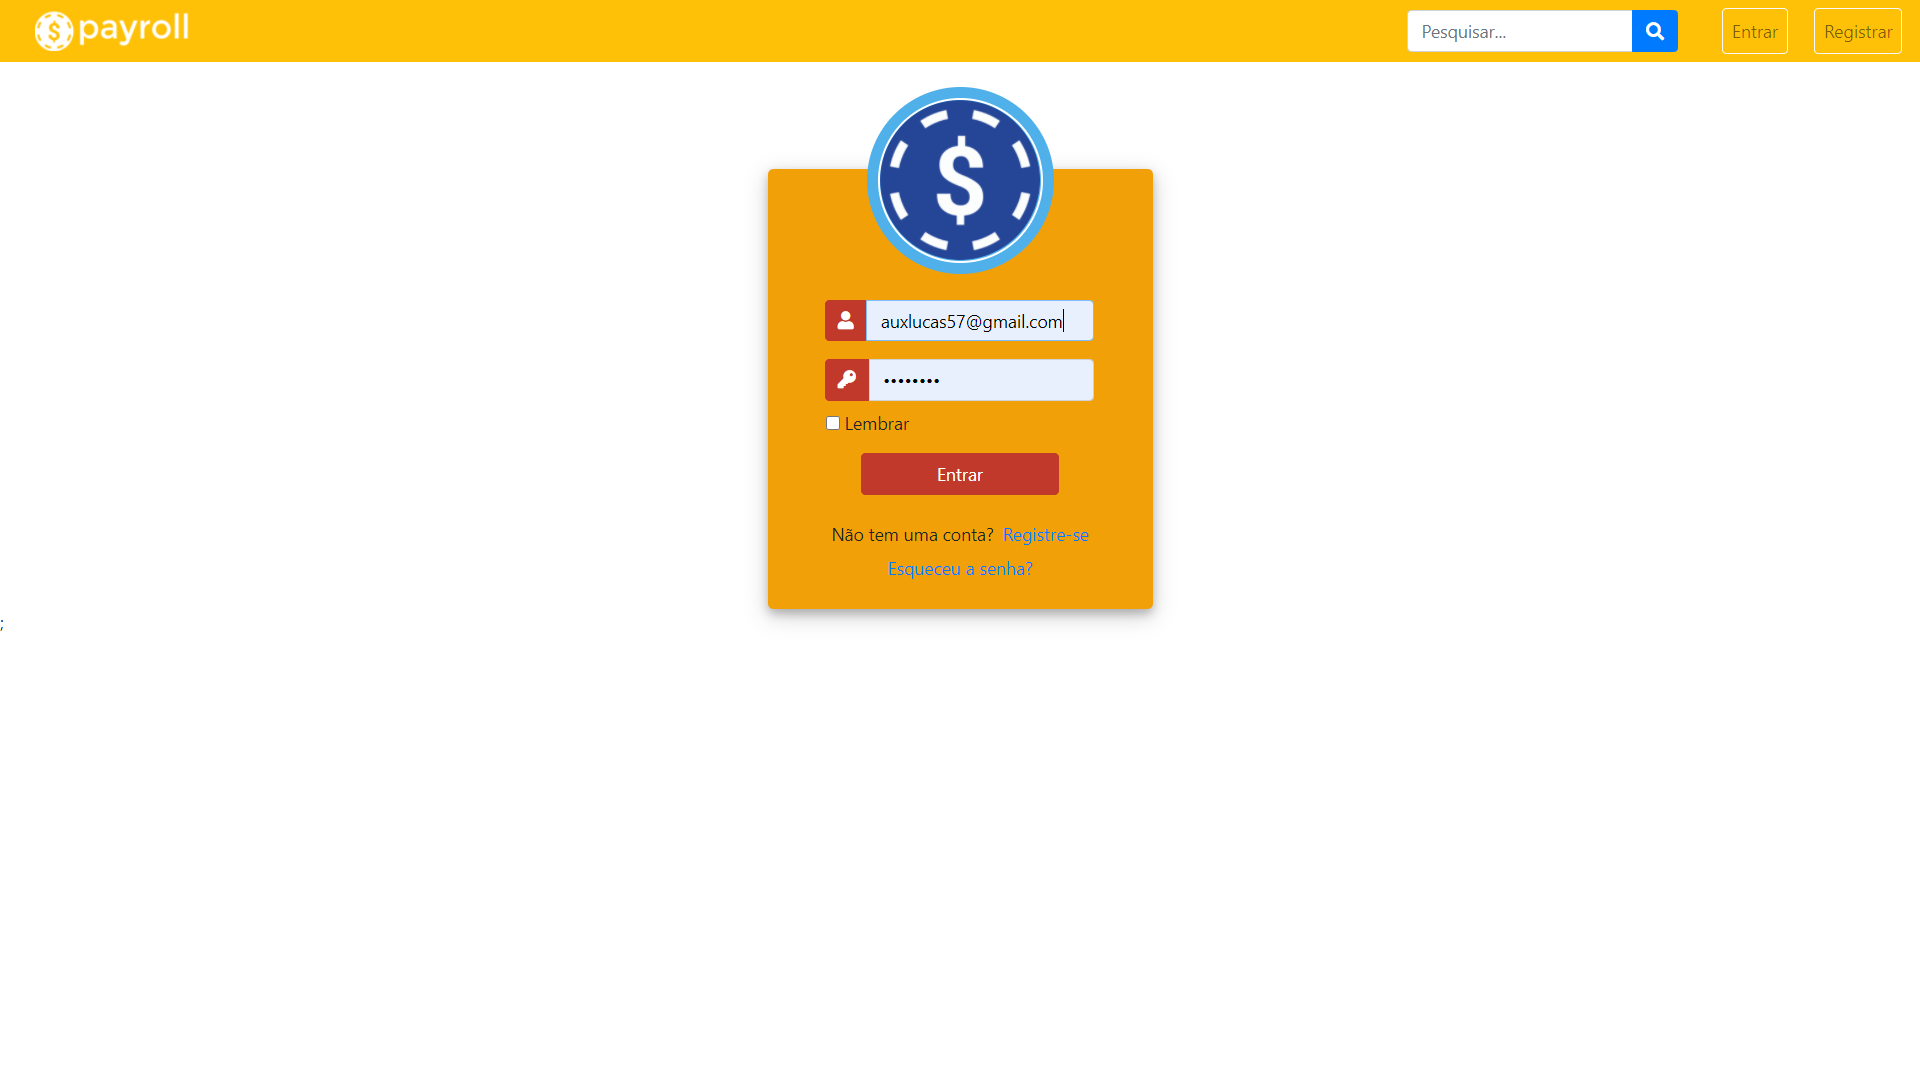 $ payroll
Pesquisar...
Entrar
Registrar
$
auxlucas57@gmail.com
••••••••
Lembrar
Entrar
Não tem uma conta? Registre-se
Esqueceu a senha?
;